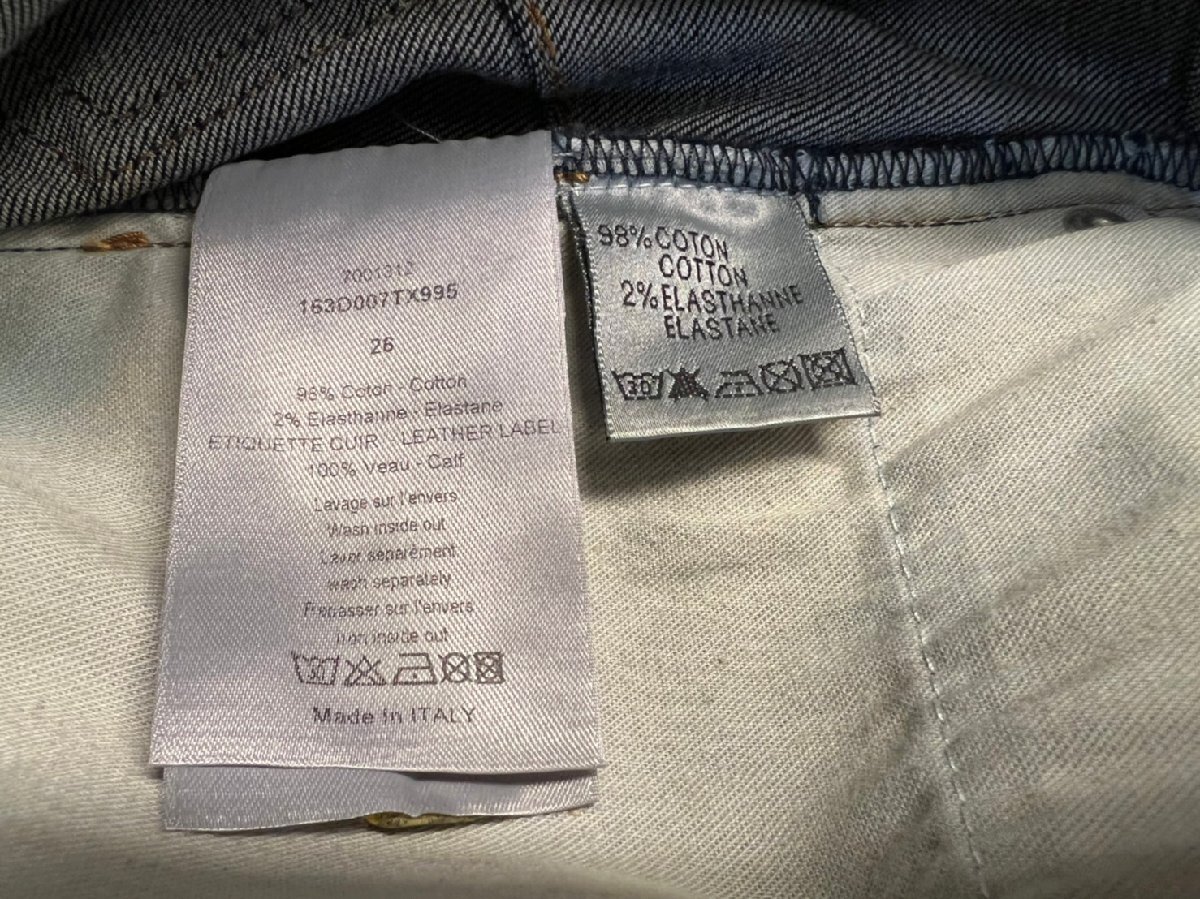 163D007TX995
26
98% Coton - Cotton
2% Elasthanne - Elastane
ETIQUETTE CUIR - LEATHER LABEL
100% Veau - Calf
Lavage sur l'envers
Wash inside out
Laver séparément
Wash separately
Repasser sur l'envers
Iron inside out
30
Made in ITALY
98% COTON
COTTON
2% ELASTHANNE
ELASTANE
30